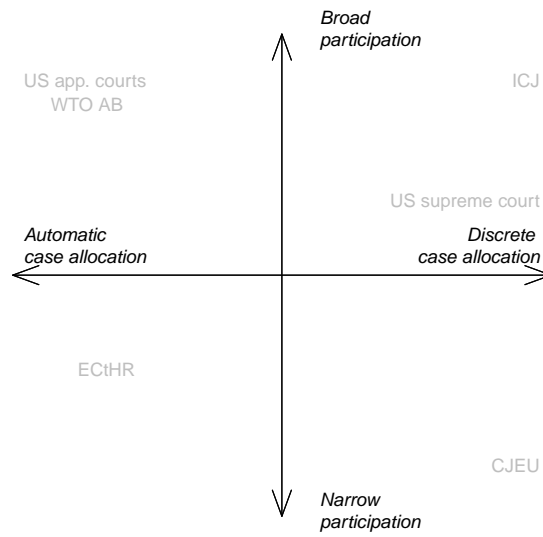 Broad
participation
US app. courts
WTO AB
ICJ
US supreme court
Automatic
case allocation
Discrete
case allocation
ECtHR
CJEU
Narrow
participation